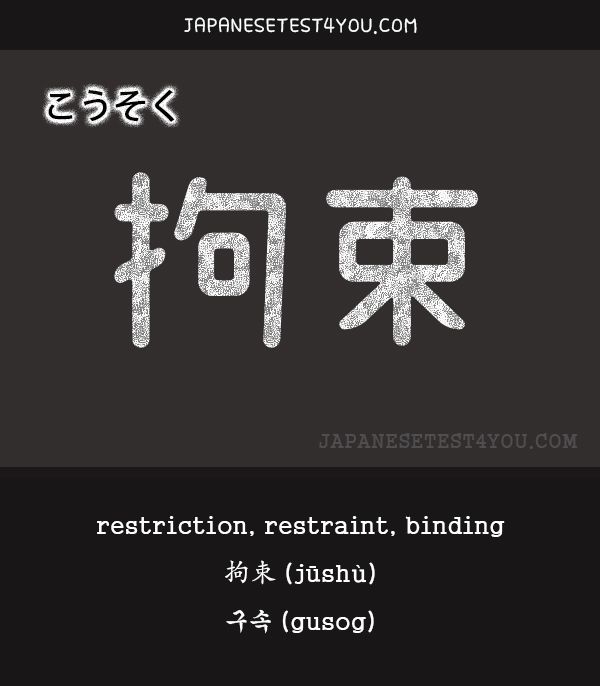 JAPANESETEST4YOU.COM
こうそく
拘束
JAPANESETEST4YOU.COM
restriction, restraint, binding
拘束 (jūshù)
구속 (gusog)